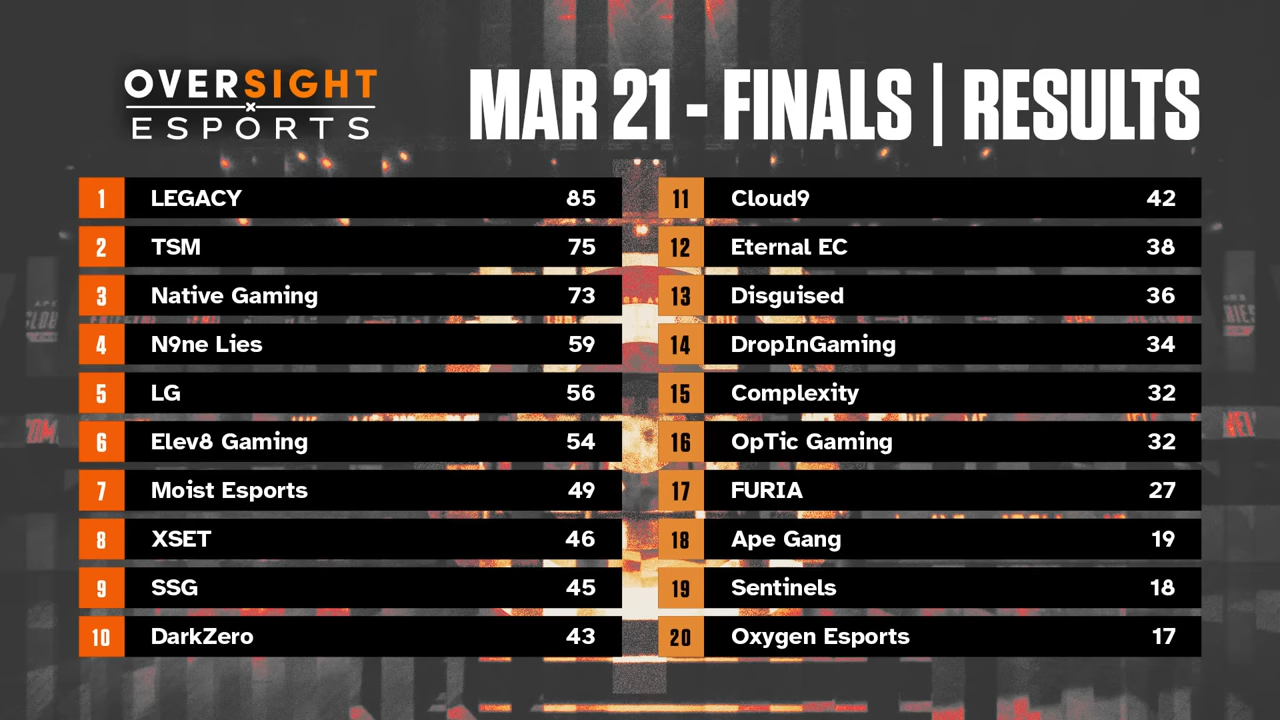 OVERSIGHT
ESPORTS
MAR 21 - FINALS | RESULTS
1 LEGACY 85
2 TSM 75
3 Native Gaming 73
4 N9ne Lies 59
5 LG 56
6 Elev8 Gaming 54
7 Moist Esports 49
8 XSET 46
9 SSG 45
10 DarkZero 43
11 Cloud9 42
12 Eternal EC 38
13 Disguised 36
14 DropInGaming 34
15 Complexity 32
16 OpTic Gaming 32
17 FURIA 27
18 Ape Gang 19
19 Sentinels 18
20 Oxygen Esports 17